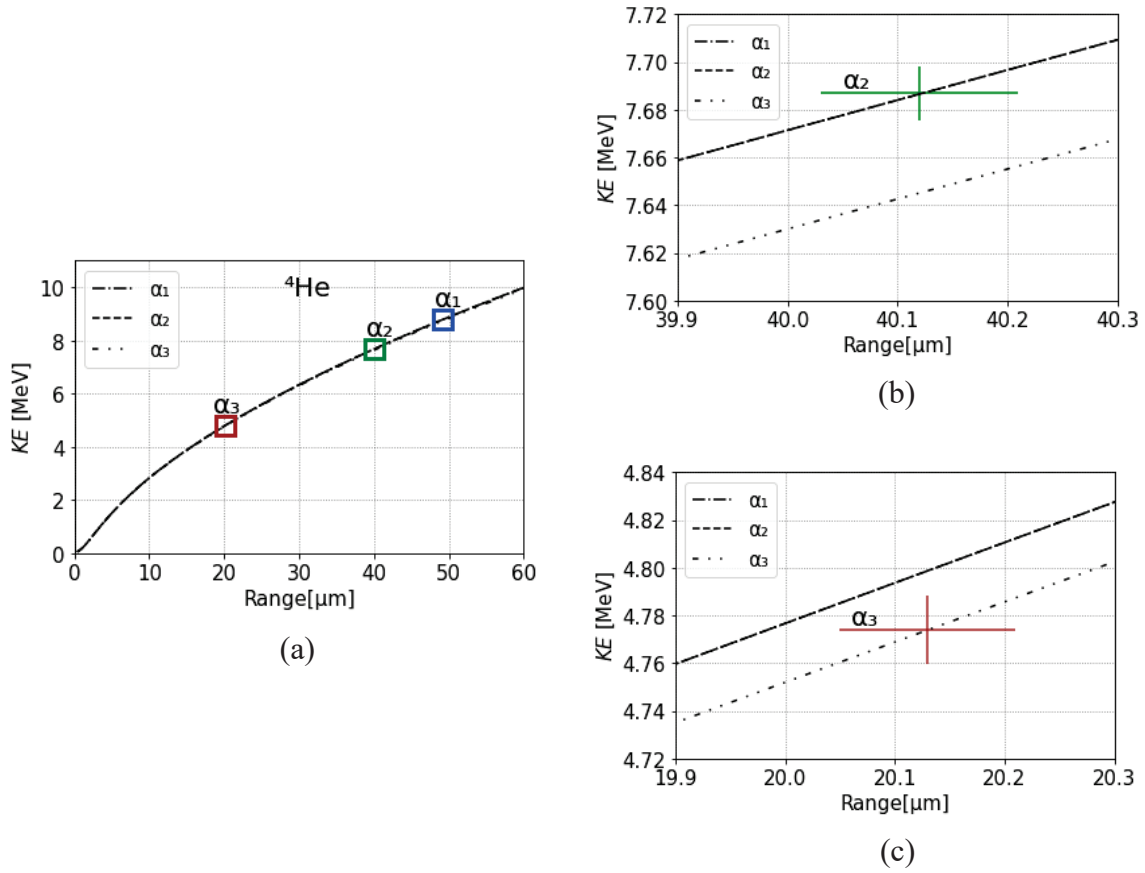 10
8
6
4
2
0
KE [MeV]
α₁
α₂
α₃
⁴He
α₁
α₂
α₃
0 10 20 30 40 50 60
Range[μm]
(a)
7.72
7.70
7.68
7.66
7.64
7.62
7.60
KE [MeV]
α₁
α₂
α₃
α₂
39.9 40.0 40.1 40.2 40.3
Range[μm]
(b)
4.84
4.82
4.80
4.78
4.76
4.74
4.72
KE [MeV]
α₁
α₂
α₃
α₃
19.9 20.0 20.1 20.2 20.3
Range[μm]
(c)